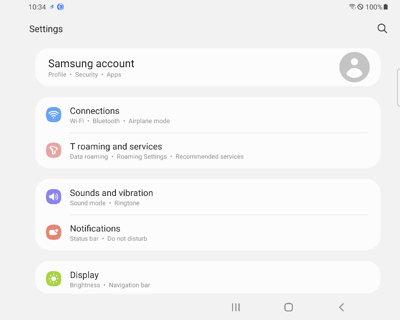 10:34
100%
Settings
Samsung account
Profile • Security • Apps
Connections
Wi-Fi • Bluetooth • Airplane mode
T roaming and services
Data roaming • Roaming Settings • Recommended services
Sounds and vibration
Sound mode • Ringtone
Notifications
Status bar • Do not disturb
Display
Brightness • Navigation bar